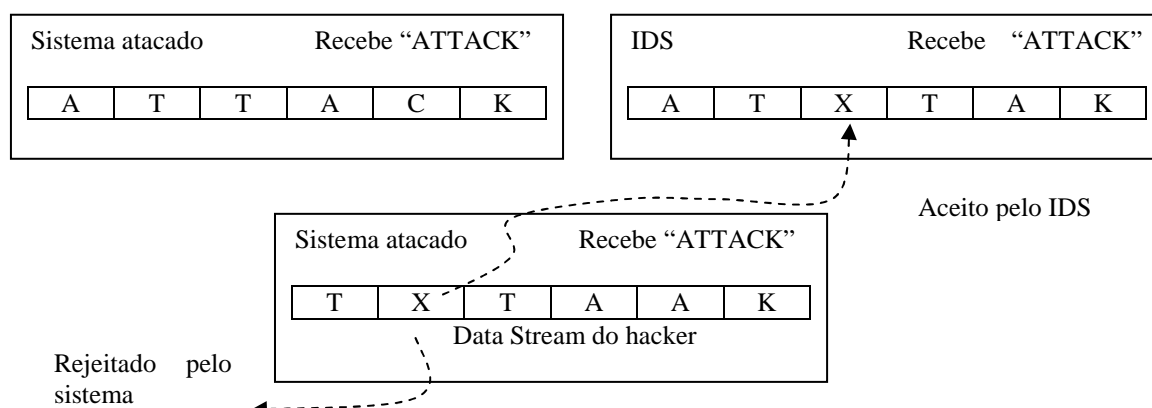 Sistema atacado Recebe “ATTACK”
A T T A C K
IDS Recebe “ATTACK”
A T X T A K
Aceito pelo IDS
Sistema atacado Recebe “ATTACK”
T X T A A K
Data Stream do hacker
Rejeitado pelo
sistema